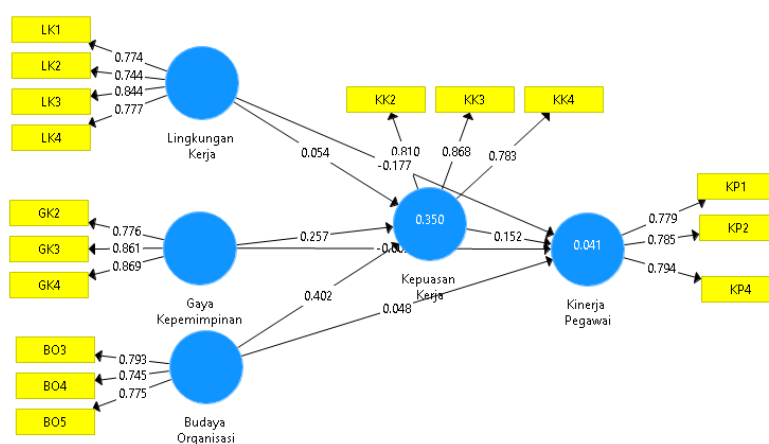 LK1
LK2
LK3
LK4
0.774
0.744
0.844
0.777
Lingkungan
Kerja
KK2
KK3
KK4
0.810
0.868
0.783
0.054
-0.177
GK2
GK3
GK4
0.776
0.861
0.869
Gaya
Kepemimpinan
0.257
0.402
0.048
0.350
Kepuasan
Kerja
0.152
0.041
Kinerja
Pegawai
KP1
KP2
KP4
0.779
0.785
0.794
BO3
BO4
BO5
0.793
0.745
0.775
Budaya
Organisasi